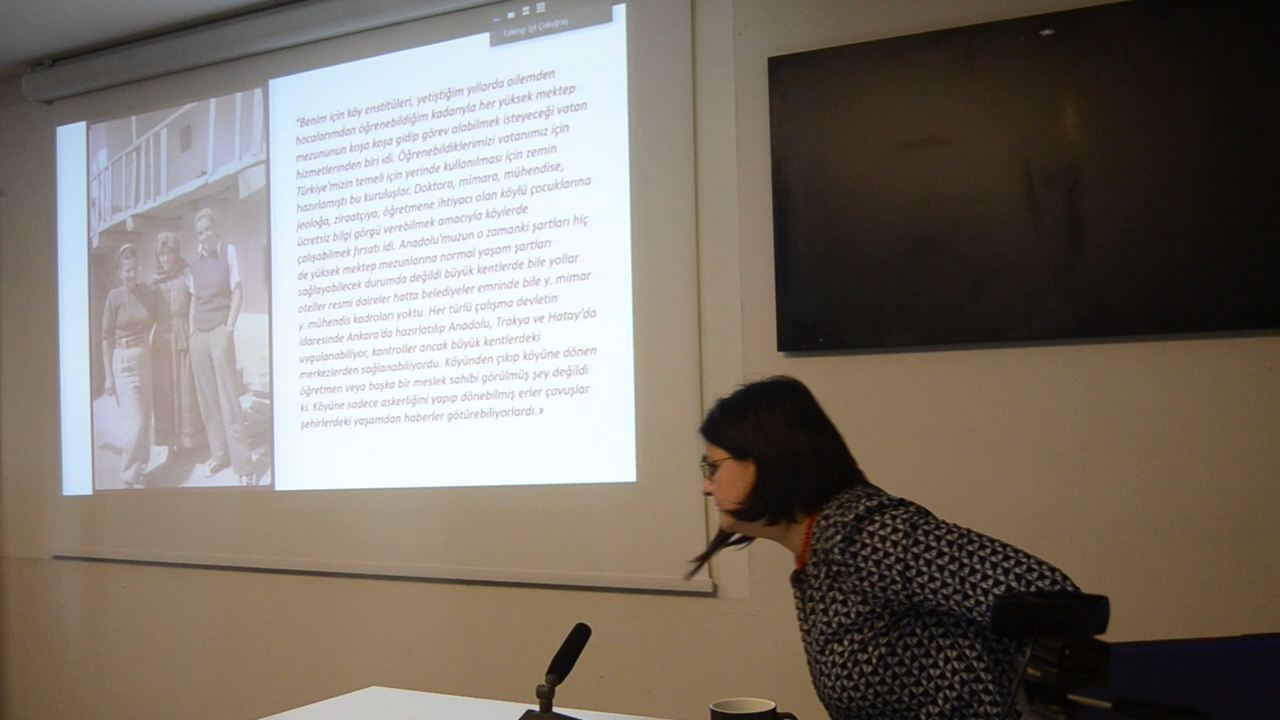 Talking: Işıl Çokuğraş
"Benim için köy enstitüleri, yetiştiğim yıllarda ailemden
hocalarımdan öğrenebildiğim kadarıyla her yüksek mektep
mezununun koşa koşa gidip görev alabilmek isteyeceği vatan
hizmetlerinden biri idi. Öğrenebildiklerimizi vatanımız için
Türkiye'mizin temeli için yerinde kullanılması için zemin
hazırlamıştı bu kuruluşlar. Doktora, mimara, mühendise,
jeoloğa, ziraatçıya, öğretmene ihtiyacı olan köylü çocuklarına
ücretsiz bilgi görgü verebilmek amacıyla köylerde
çalışabilmek fırsatı idi. Anadolu'muzun o zamanki şartları hiç
de yüksek mektep mezunlarına normal yaşam şartları
sağlayabilecek durumda değildi büyük kentlerde bile yollar
oteller resmi daireler hatta belediyeler emrinde bile y. mimar
y. mühendis kadroları yoktu. Her türlü çalışma devletin
idaresinde Ankara'da hazırlatılıp Anadolu, Trakya ve Hatay'da
uygulanabiliyor, kontroller ancak büyük kentlerdeki
merkezlerden sağlanabiliyordu. Köyünden çıkıp köyüne dönen
öğretmen veya başka bir meslek sahibi görülmüş şey değildi
ki. Köyüne sadece askerliğini yapıp dönebilmiş erler çavuşlar
şehirlerdeki yaşamdan haberler götürebiliyorlardı.»